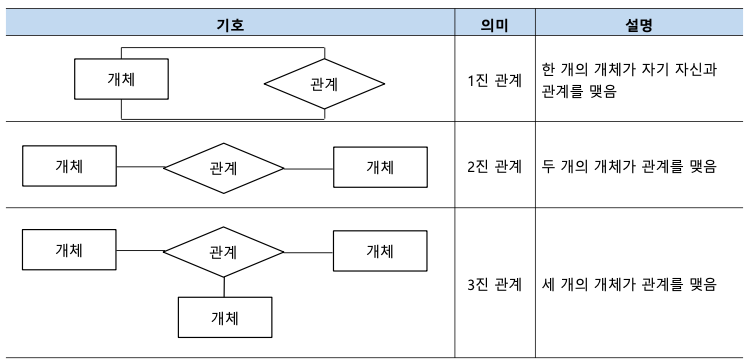 기호 의미 설명
개체 관계 1진 관계 한 개의 개체가 자기 자신과
관계를 맺음
개체 관계 개체 2진 관계 두 개의 개체가 관계를 맺음
개체 관계 개체
3진 관계 세 개의 개체가 관계를 맺음
개체